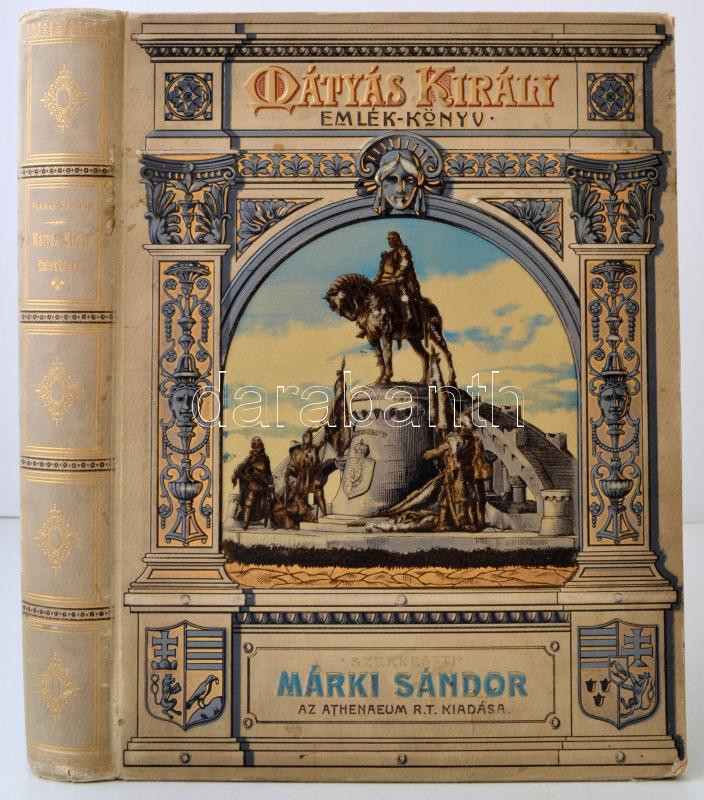 MÁTYÁS KIRÁLY
EMLÉK-KÖNYV·
SZERKESZTI
MÁRKI SÁNDOR
AZ ATHENAEUM R.T. KIADÁSA.
MÁRKI SÁNDOR
Mátyás Király
Emlékkönyv
darabanth